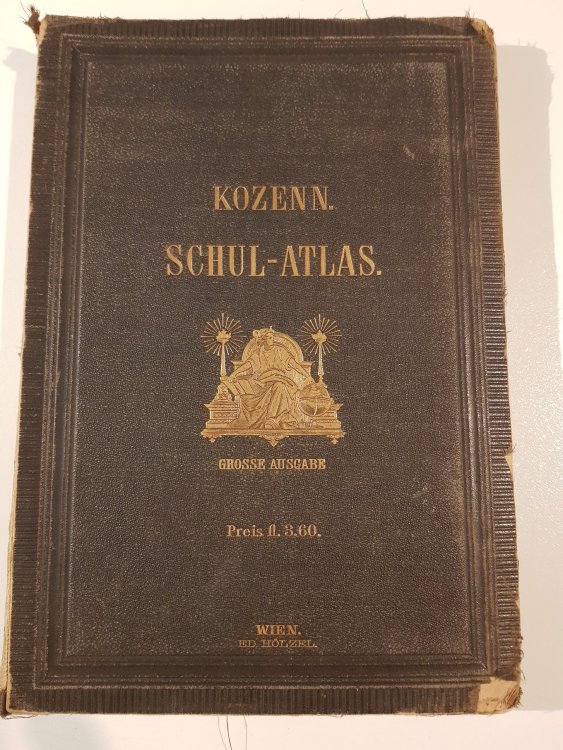 KOZENN.
SCHUL-ATLAS.
GROSSE AUSGABE
Preis fl. 3.60.
WIEN.
ED. HÖLZEL.